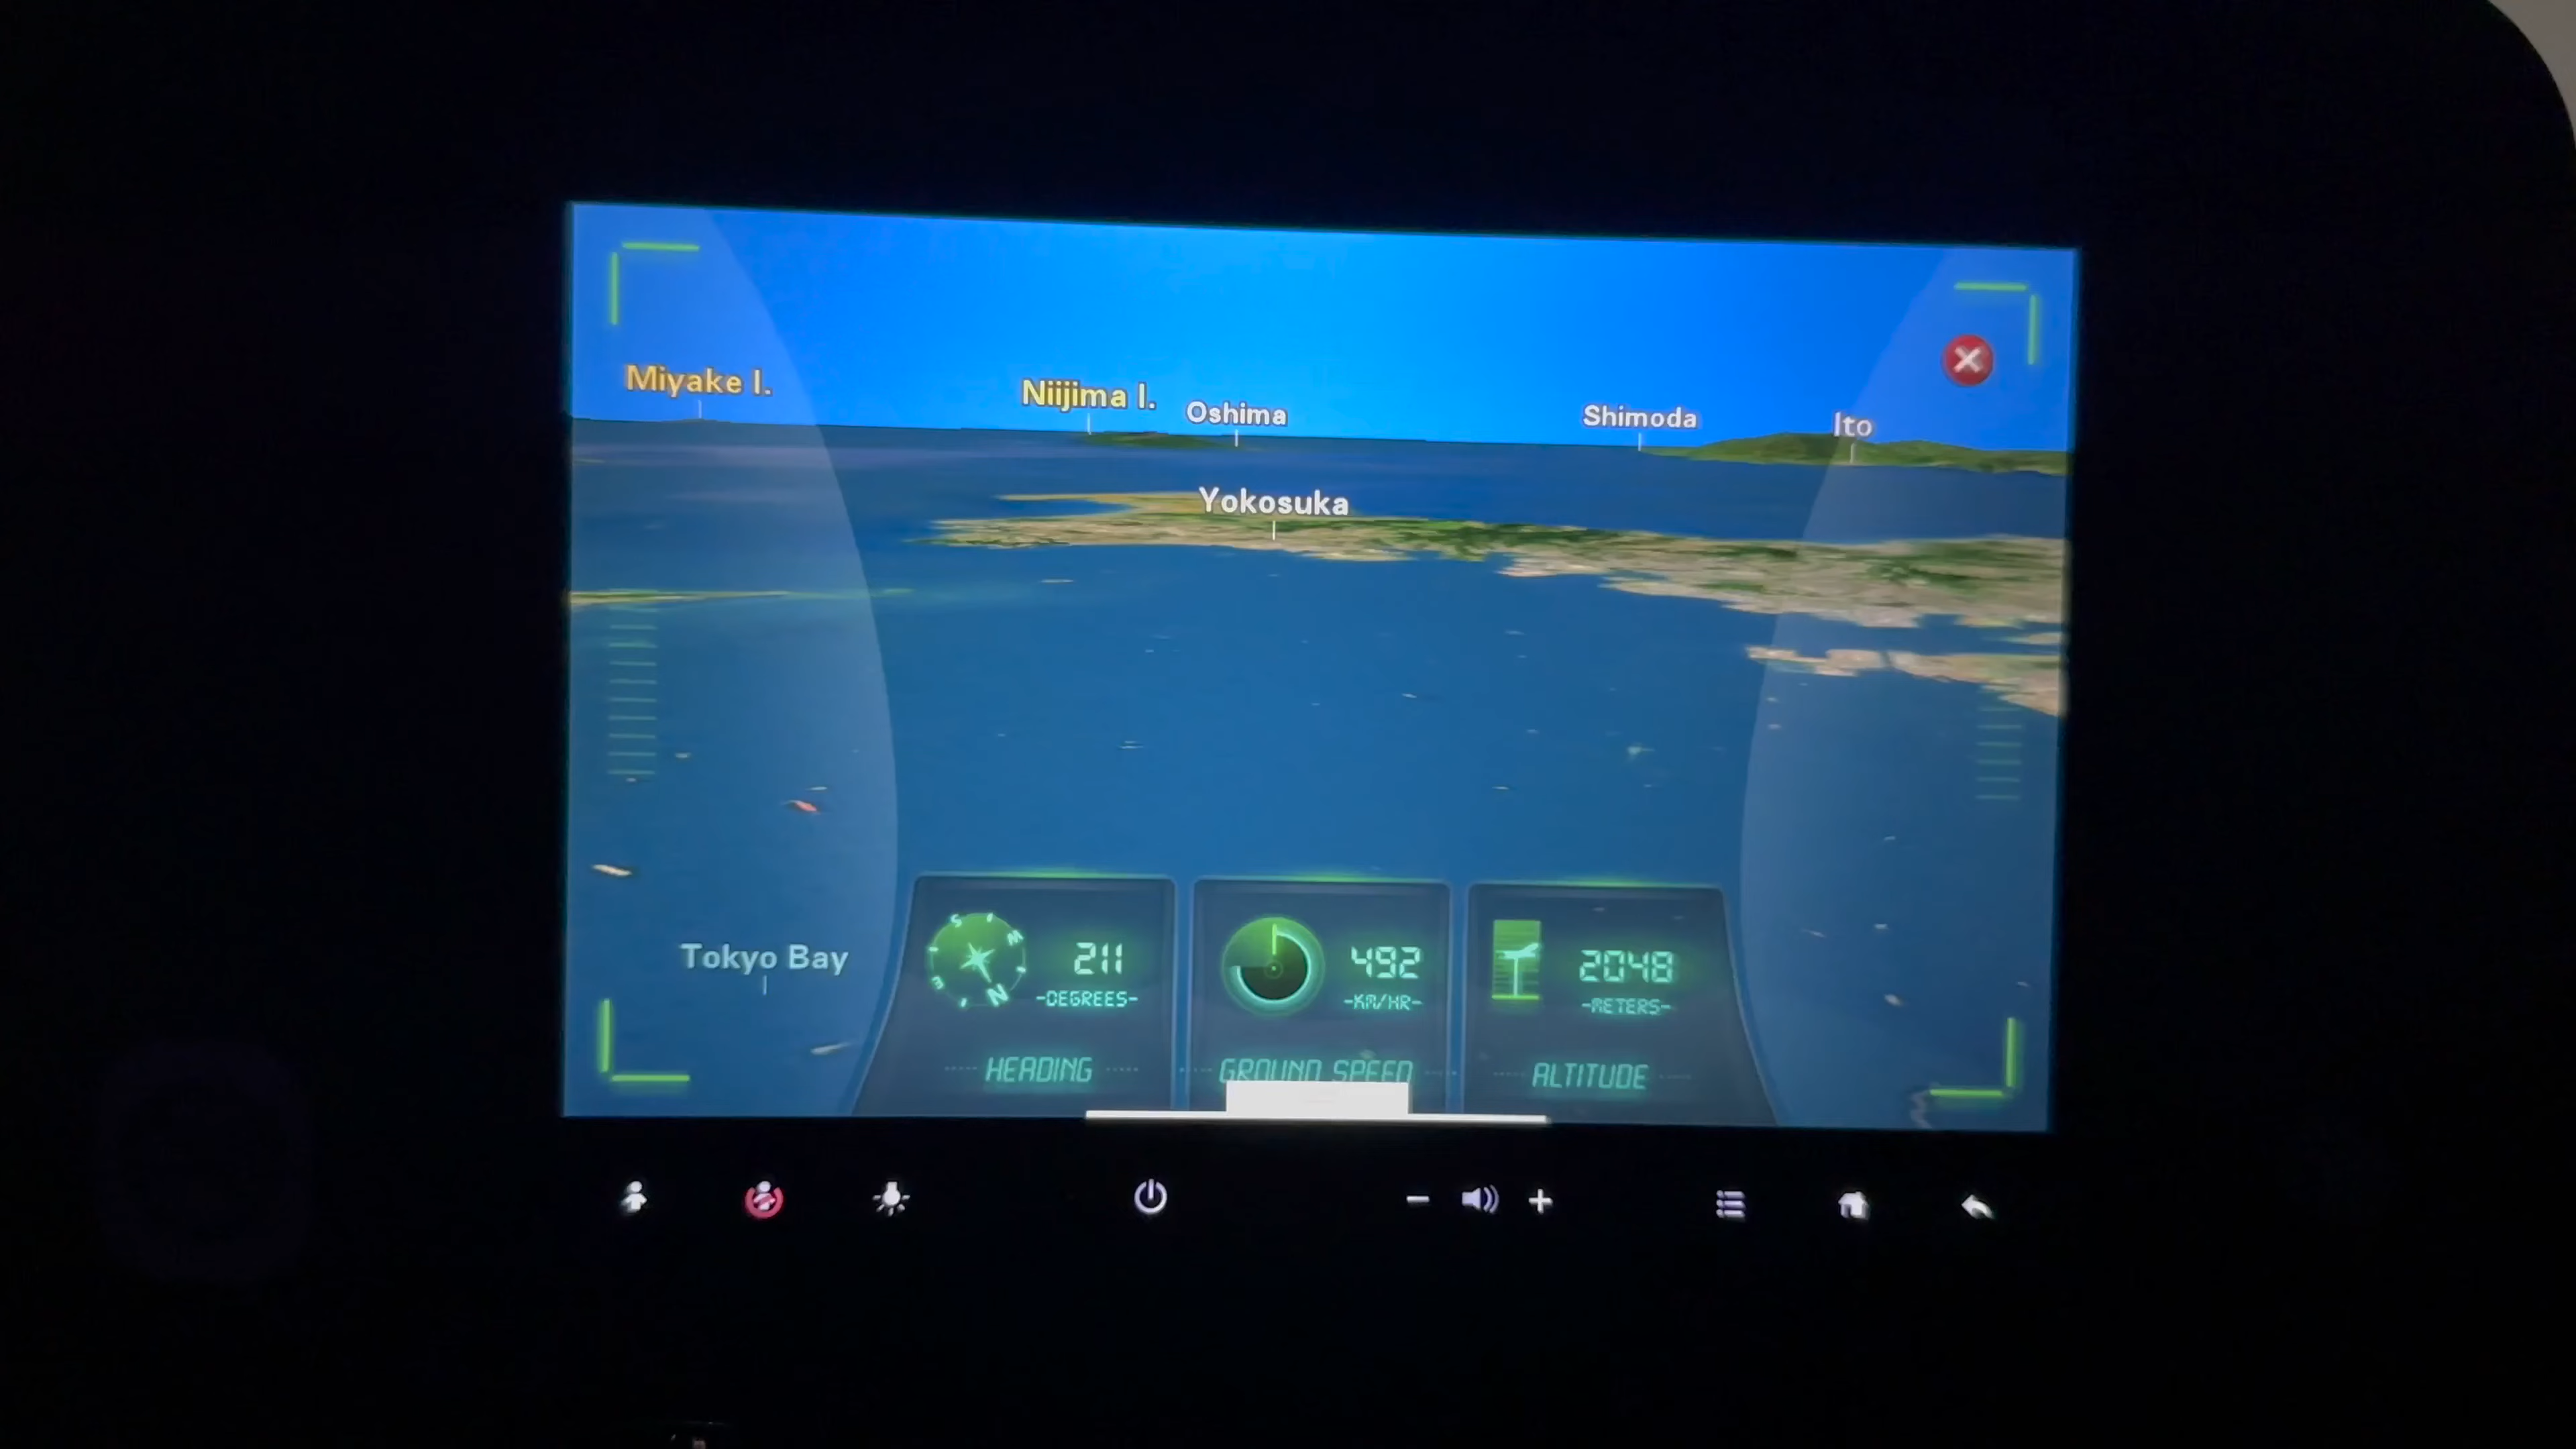 Miyake I.
Niijima I.
Oshima
Shimoda
Ito
Yokosuka
Tokyo Bay
S
W
N
E
211
-DEGREES-
HEADING
492
-KM/HR-
GROUND SPEED
2048
-METERS-
ALTITUDE